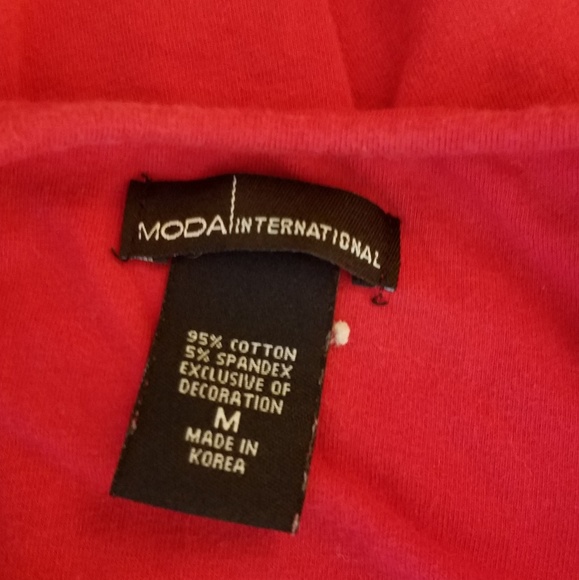 MODA INTERNATIONAL
95% COTTON
5% SPANDEX
EXCLUSIVE OF
DECORATION
M
MADE IN
KOREA